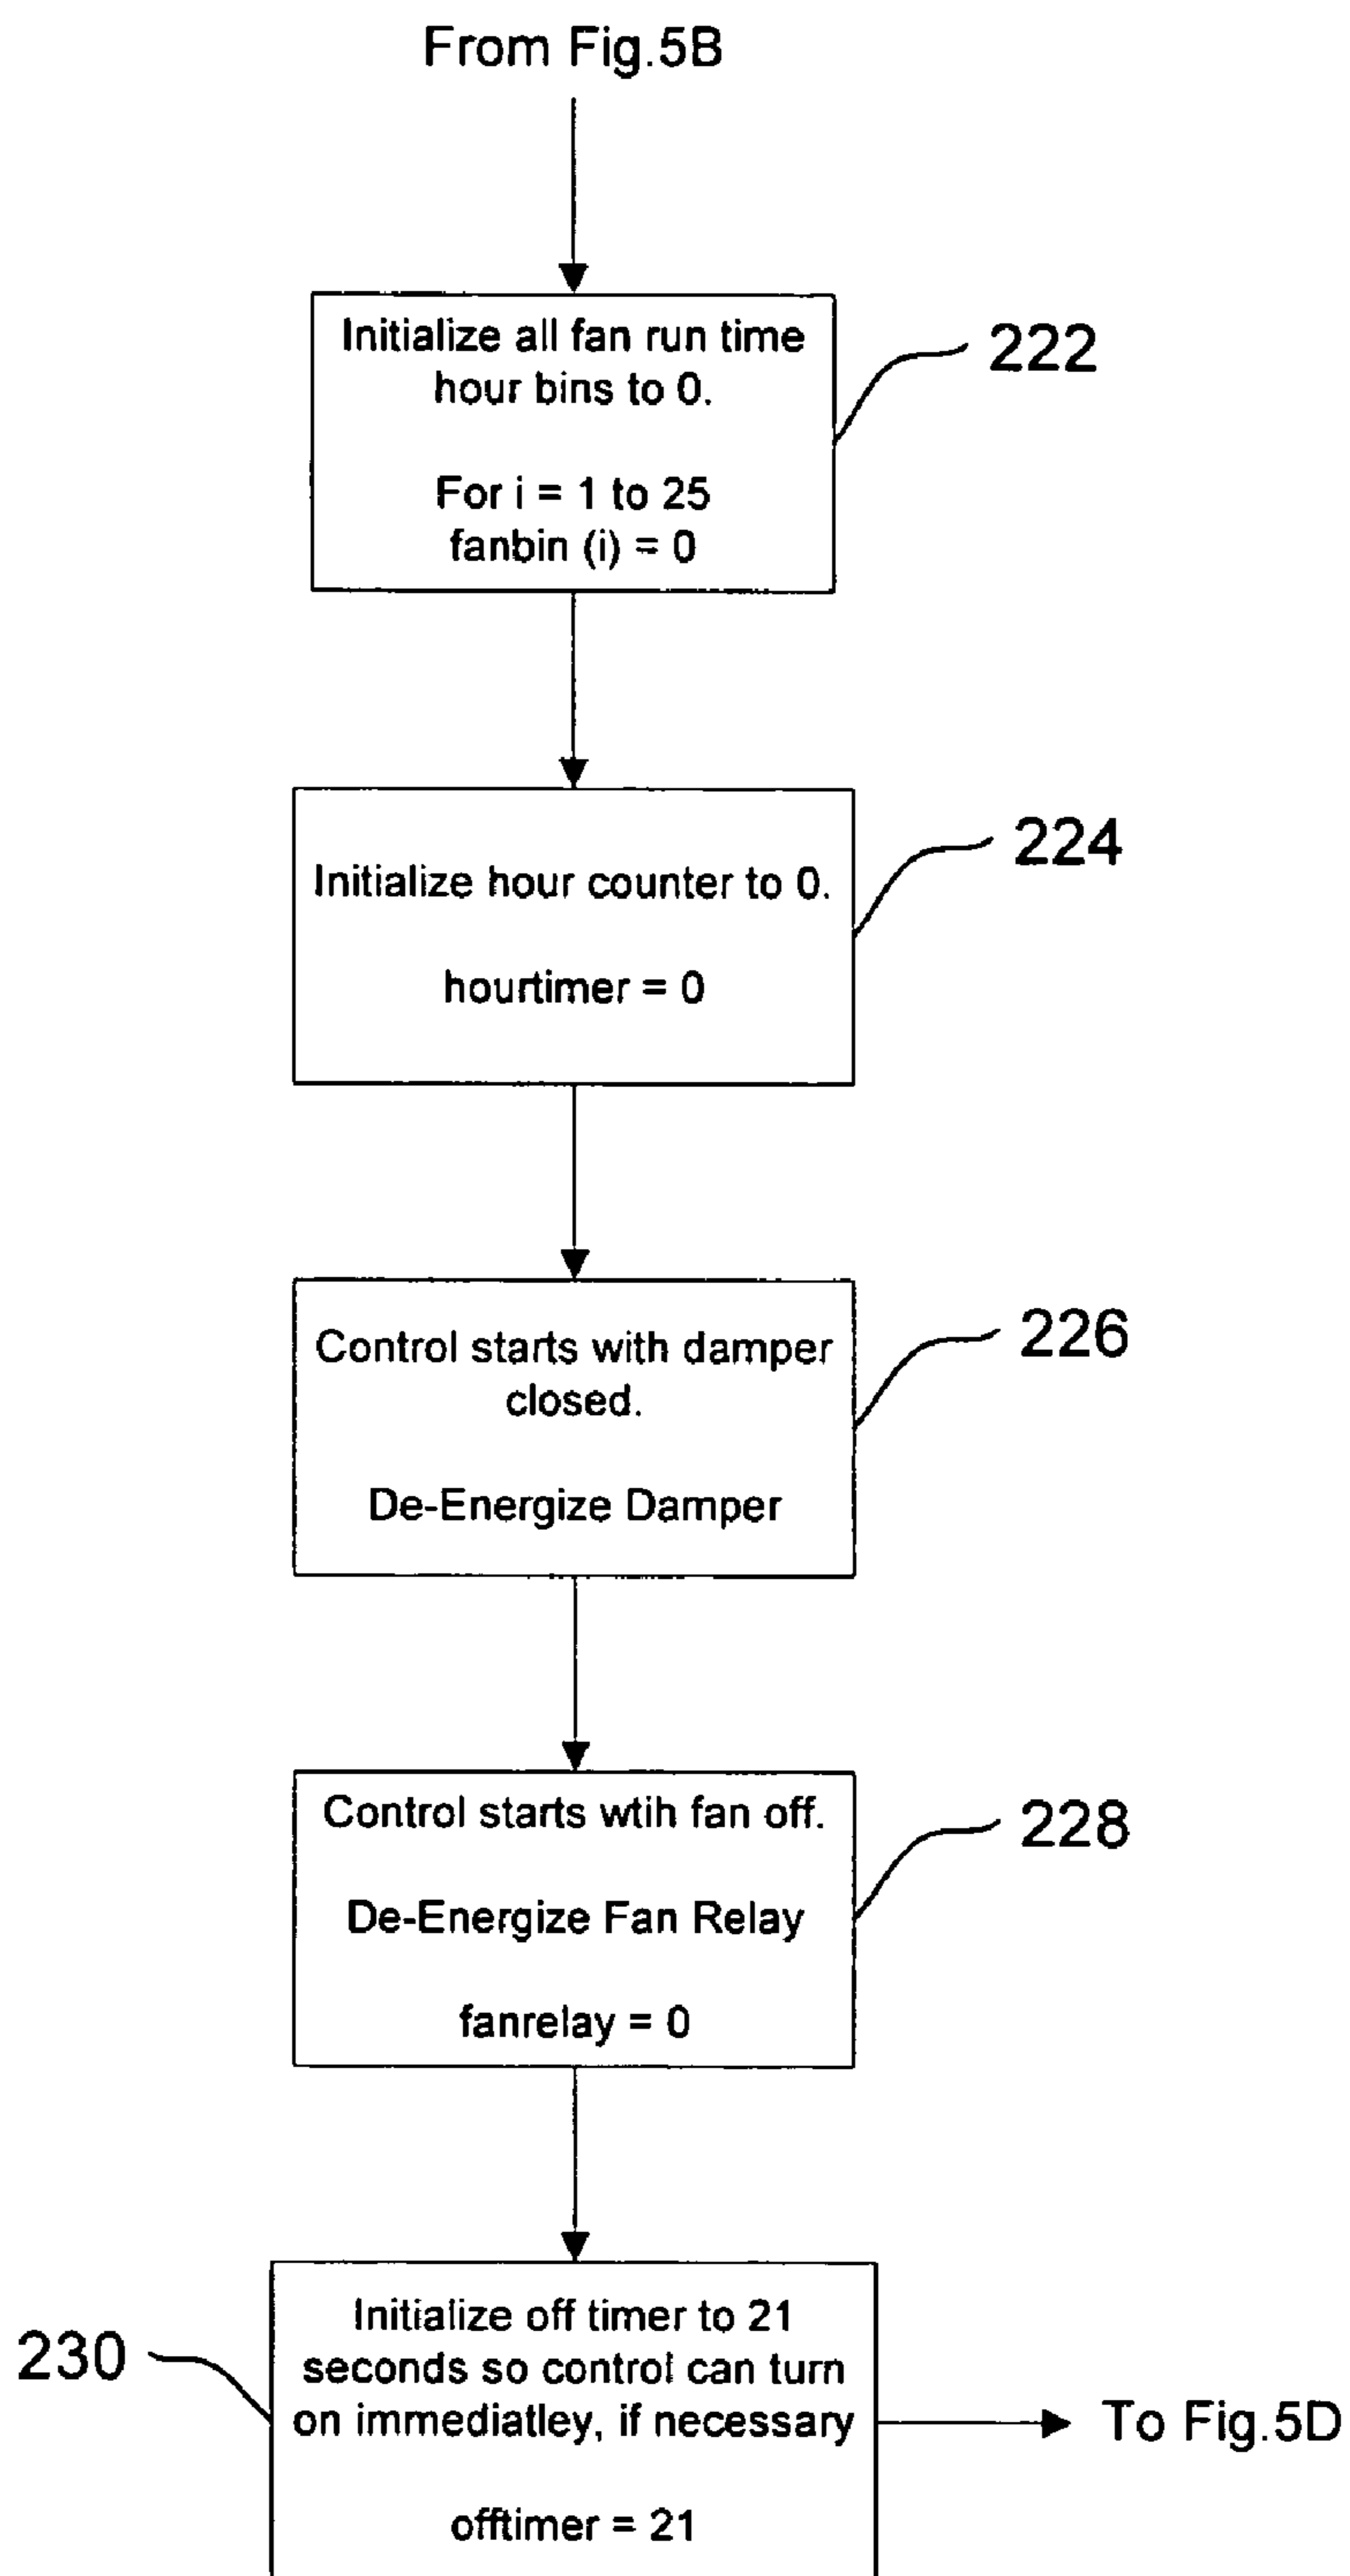 From Fig.5B
Initialize all fan run time
hour bins to 0.
For i = 1 to 25
fanbin (i) = 0
222
Initialize hour counter to 0.
hourtimer = 0
224
Control starts with damper
closed.
De-Energize Damper
226
Control starts wtih fan off.
De-Energize Fan Relay
fanrelay = 0
228
230
Initialize off timer to 21
seconds so control can turn
on immediatley, if necessary
offtimer = 21
To Fig.5D